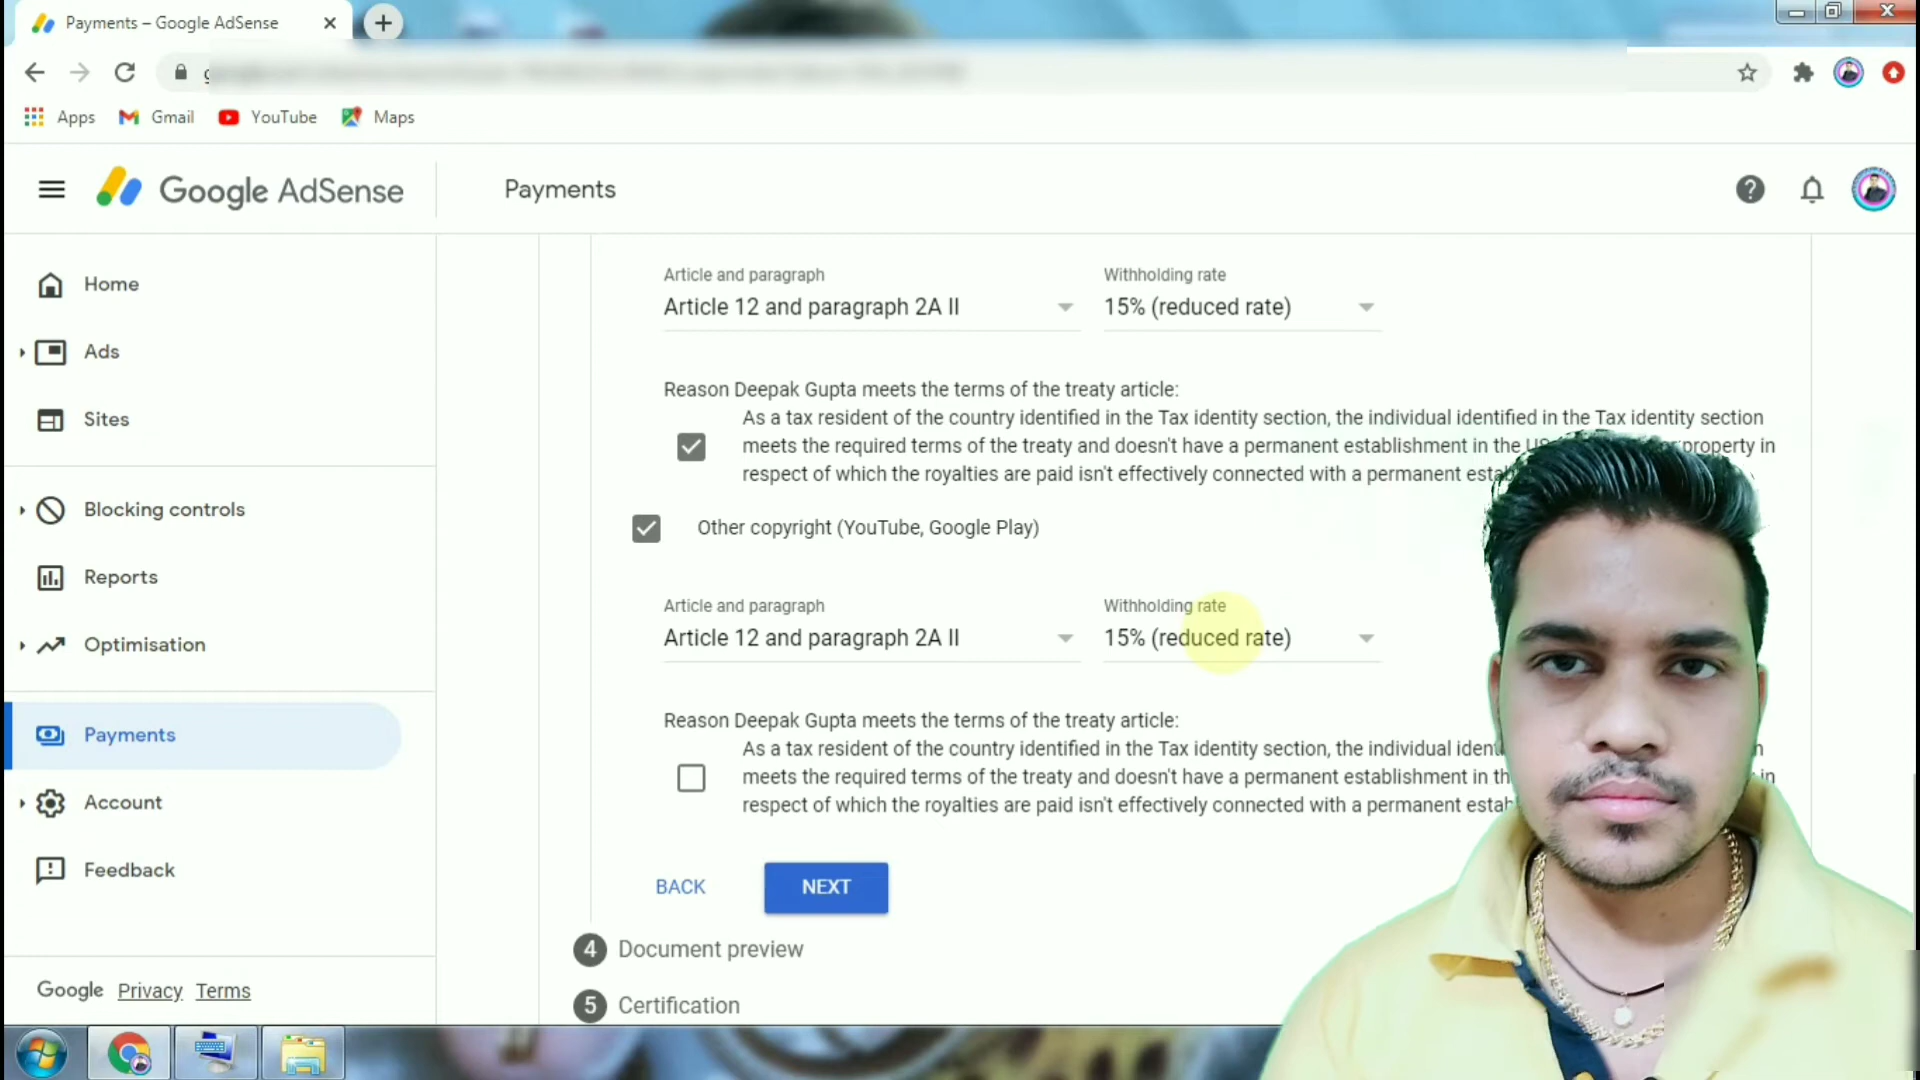 Payments – Google AdSense
Apps Gmail YouTube Maps
Google AdSense
Payments
Home
Ads
Sites
Blocking controls
Reports
Optimisation
Payments
Account
Feedback
Google Privacy Terms
Article and paragraph Withholding rate
Article 12 and paragraph 2A II 15% (reduced rate)
Reason Deepak Gupta meets the terms of the treaty article:
As a tax resident of the country identified in the Tax identity section, the individual identified in the Tax identity section
meets the required terms of the treaty and doesn't have a permanent establishment in the US property in
respect of which the royalties are paid isn't effectively connected with a permanent
Other copyright (YouTube, Google Play)
Article and paragraph Withholding rate
Article 12 and paragraph 2A II 15% (reduced rate)
Reason Deepak Gupta meets the terms of the treaty article:
As a tax resident of the country identified in the Tax identity section, the individual
meets the required terms of the treaty and doesn't have a permanent establishment in in
respect of which the royalties are paid isn't effectively connected with a permanent
BACK NEXT
4 Document preview
5 Certification